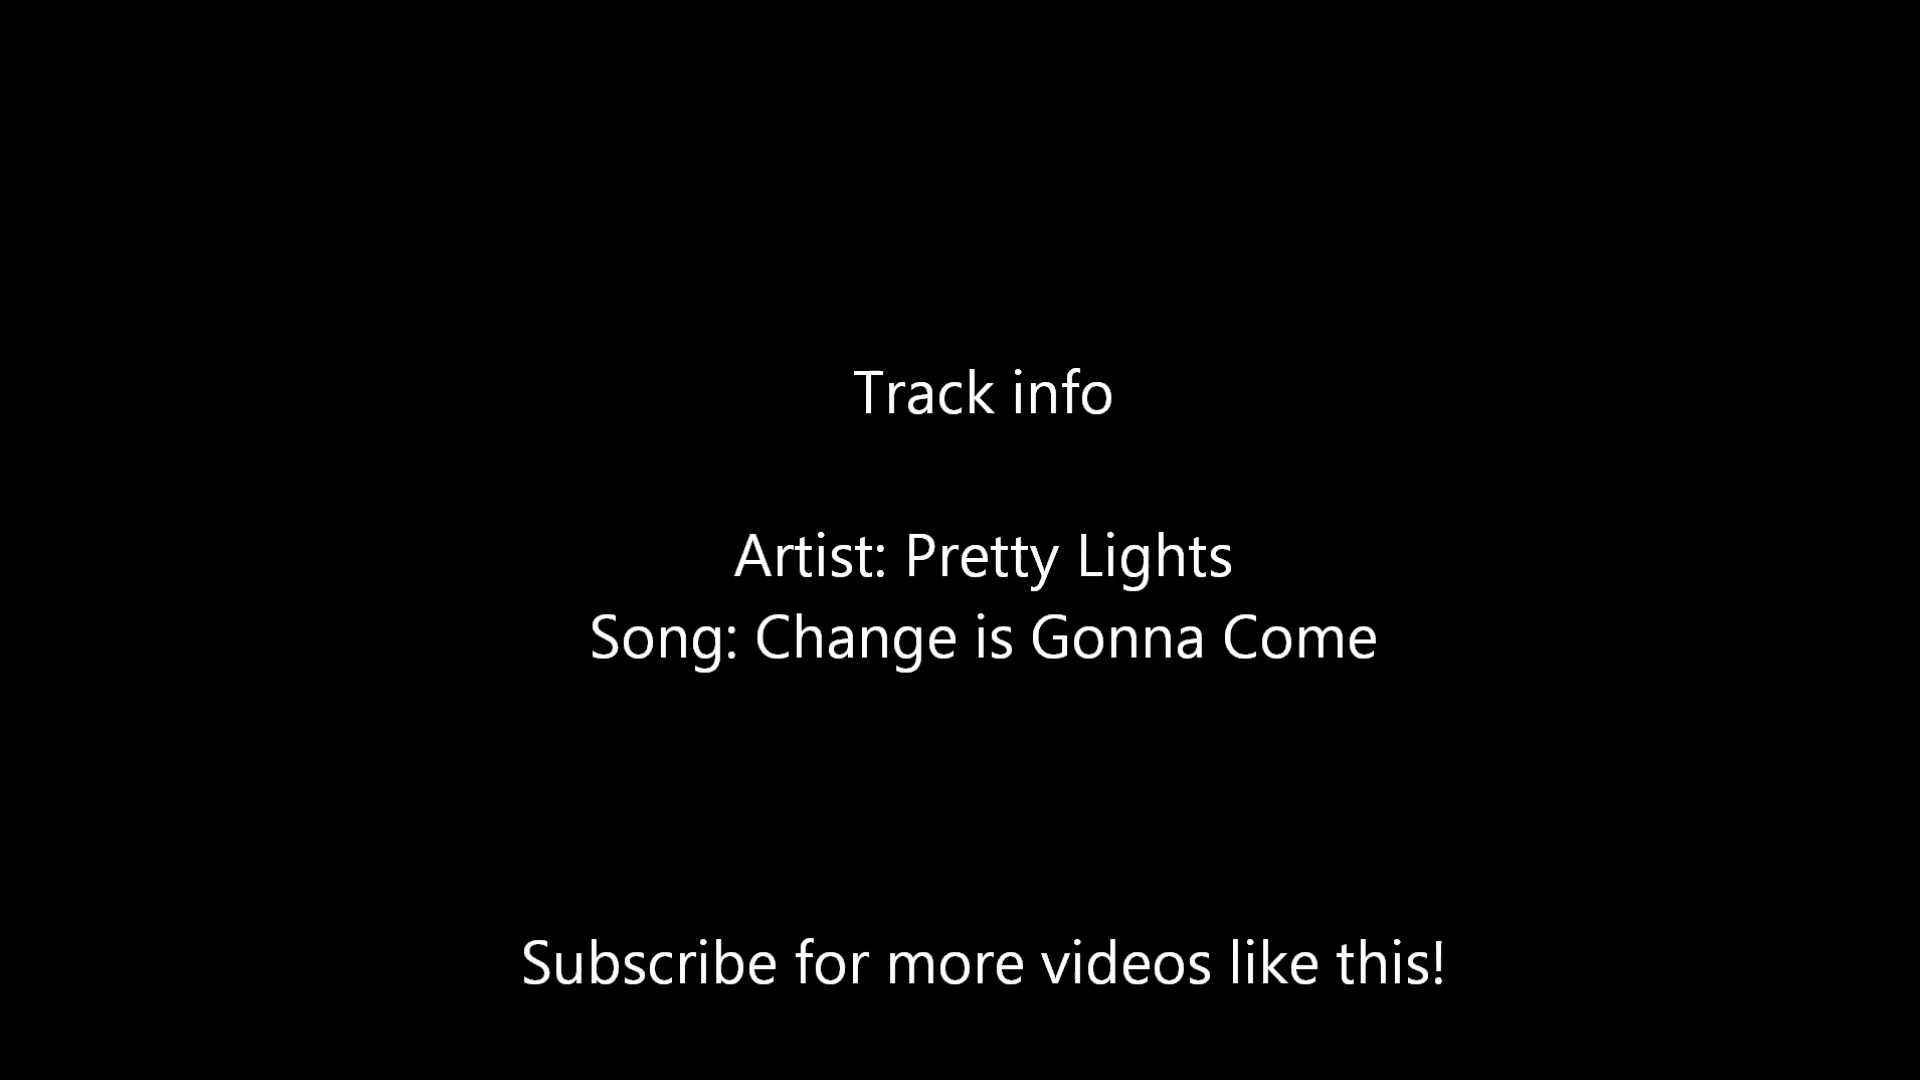 Track info
Artist: Pretty Lights
Song: Change is Gonna Come
Subscribe for more videos like this!